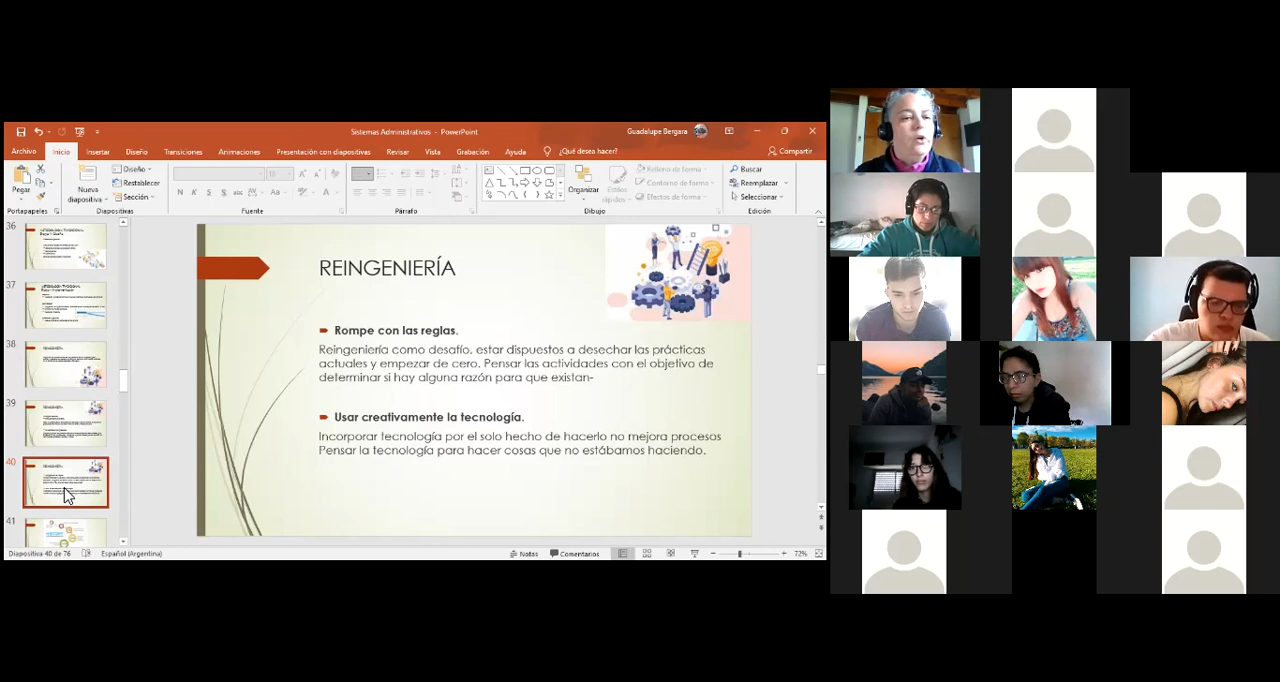 Sistemas Administrativos - PowerPoint
Guadalupe Bergara
Archivo Inicio Insertar Diseño Transiciones Animaciones Presentación con diapositivas Revisar Vista Grabación Ayuda ¿Qué desea hacer? Compartir
Pegar
Nueva
diapositiva
Diseño
Restablecer
Sección
N K S
Organizar
Estilos
rápidos
Relleno de forma
Contorno de forma
Efectos de forma
Buscar
Reemplazar
Seleccionar
Portapapeles Diapositivas Fuente Párrafo Dibujo Edición
36
37
38
39
40
41
REINGENIERÍA
Rompe con las reglas.
Reingeniería como desafío, estar dispuestos a desechar las prácticas
actuales y empezar de cero. Pensar las actividades con el objetivo de
determinar si hay alguna razón para que existan-
Usar creativamente la tecnología.
Incorporar tecnología por el solo hecho de hacerlo no mejora procesos
Pensar la tecnología para hacer cosas que no estábamos haciendo.
Diapositiva 40 de 76 Español (Argentina) Notas Comentarios 72%